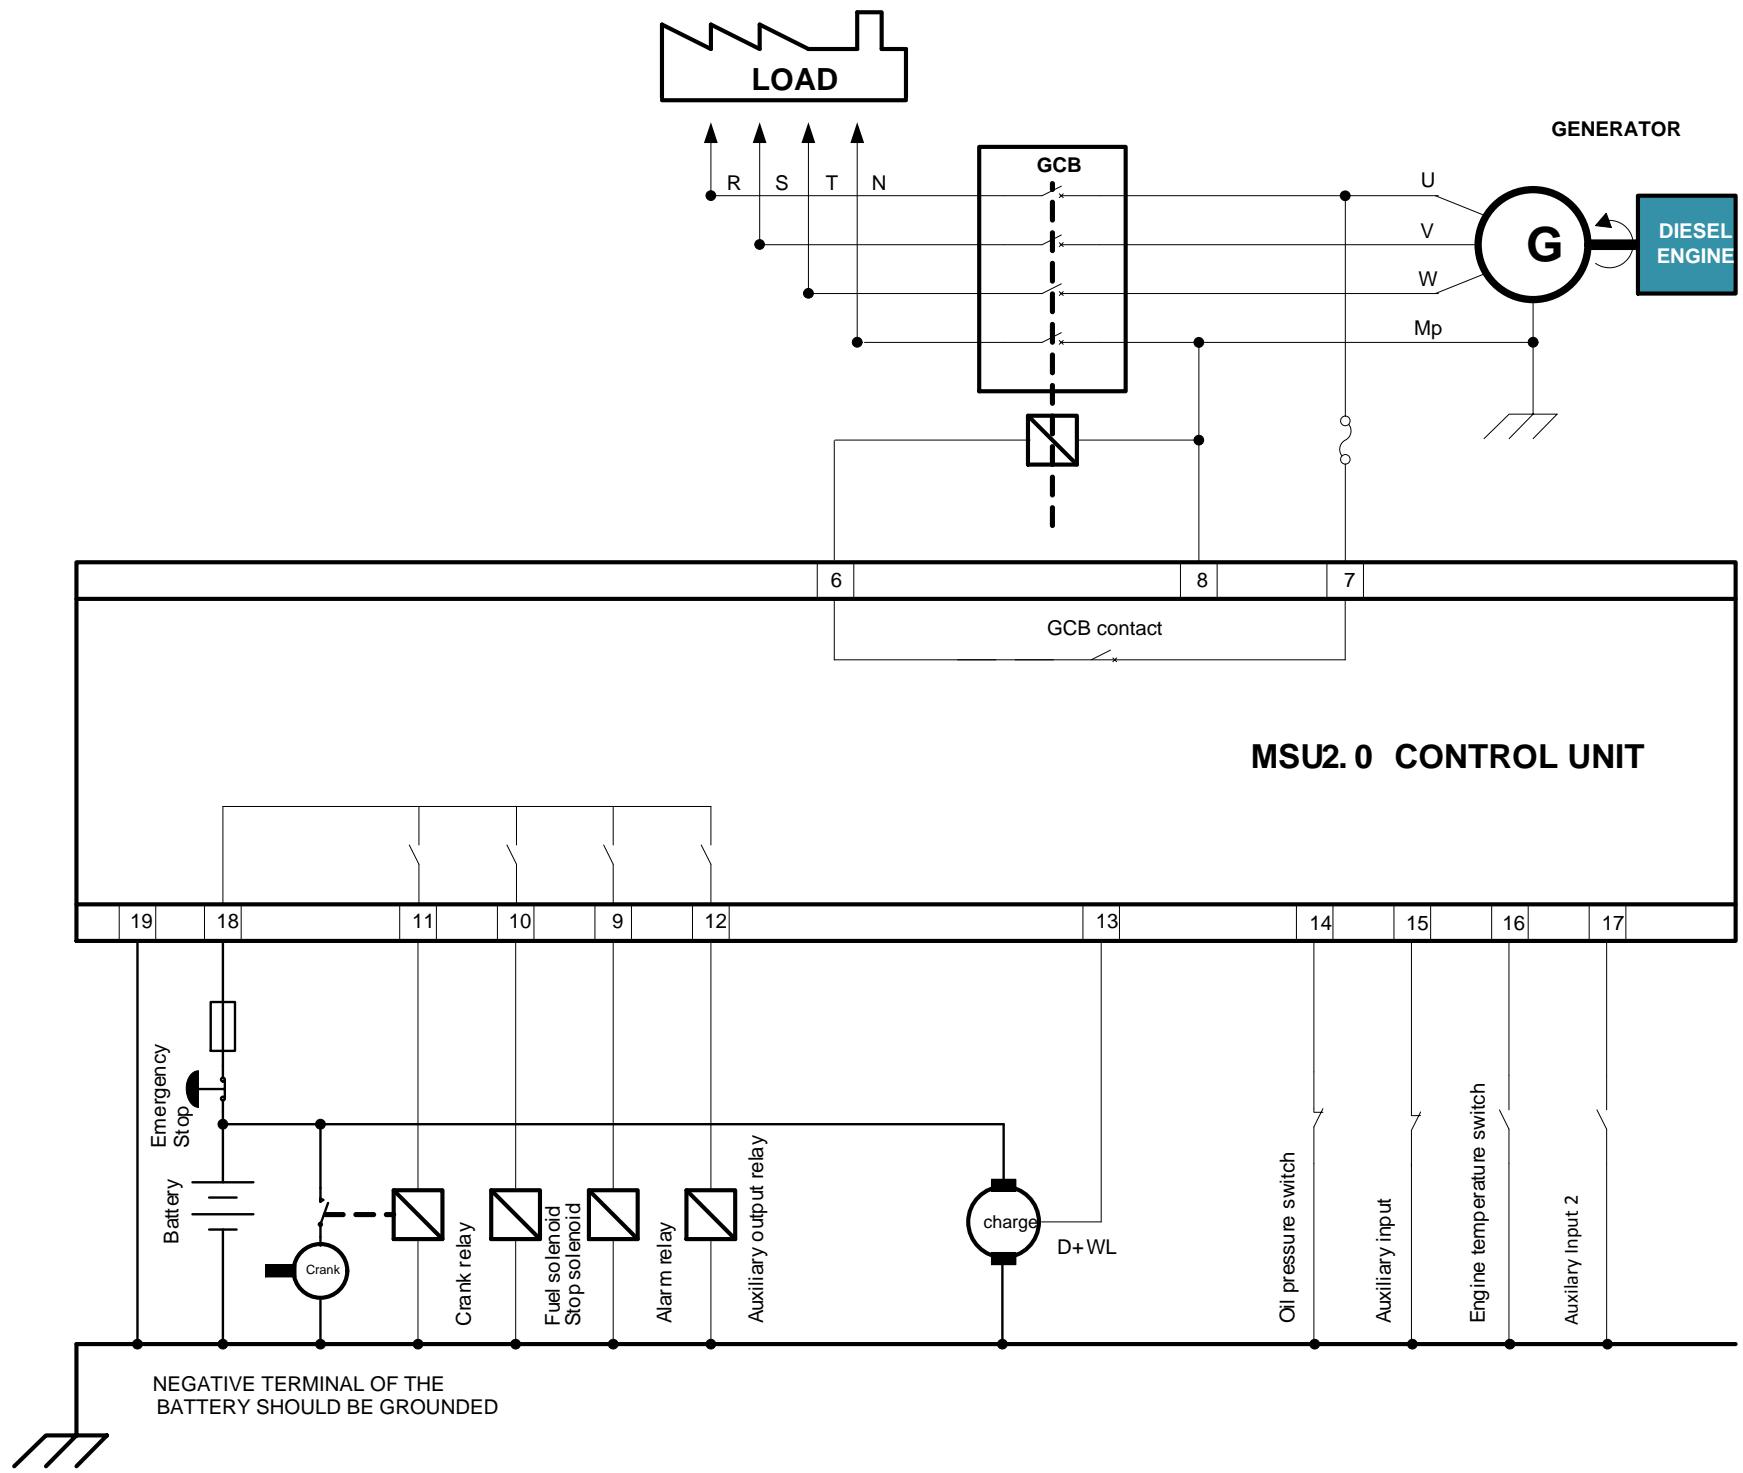 LOAD
GENERATOR
GCB
R S T N
U
V
W
Mp
G
DIESEL
ENGINE
6
8
7
GCB contact
MSU2. 0 CONTROL UNIT
19
18
11
10
9
12
13
14
15
16
17
Emergency
Stop
Battery
Crank
Crank relay
Fuel solenoid
Stop solenoid
Alarm relay
Auxiliary output relay
charge
D+ WL
Oil pressure switch
Auxiliary input
Engine temperature switch
Auxilary Input 2
NEGATIVE TERMINAL OF THE
BATTERY SHOULD BE GROUNDED